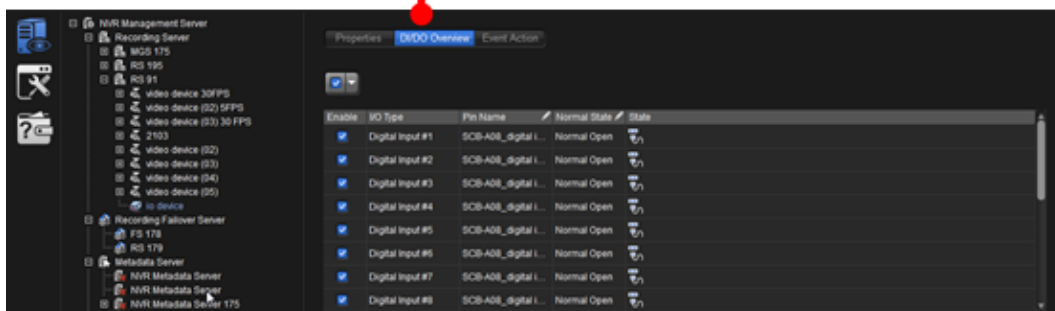 NVR Management Server
Recording Server
MGS 175
RS 195
RS 91
video device 30FPS
video device (02) 5FPS
video device (03) 30 FPS
2103
video device (02)
video device (03)
video device (04)
video device (05)
io device
Recording Failover Server
FS 178
RS 179
Metadata Server
NVR Metadata Server
NVR Metadata Server
NVR Metadata Server 175
Properties DI/DO Overview Event Action
Enable I/O Type Pin Name Normal State State
Digital Input #1 SCB-A08_digital i... Normal Open
Digital Input #2 SCB-A08_digital i... Normal Open
Digital Input #3 SCB-A08_digital i... Normal Open
Digital Input #4 SCB-A08_digital i... Normal Open
Digital Input #5 SCB-A08_digital i... Normal Open
Digital Input #6 SCB-A08_digital i... Normal Open
Digital Input #7 SCB-A08_digital i... Normal Open
Digital Input #8 SCB-A08_digital i... Normal Open